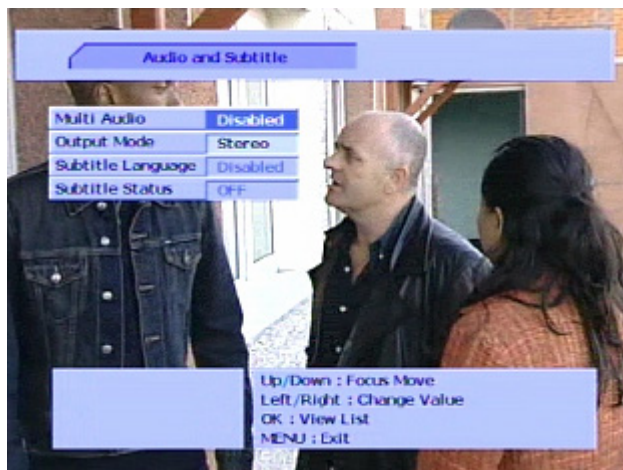 Audio and Subtitle
Multi Audio Disabled
Output Mode Stereo
Subtitle Language Disabled
Subtitle Status OFF
Up/Down : Focus Move
Left/Right : Change Value
OK : View List
MENU : Exit